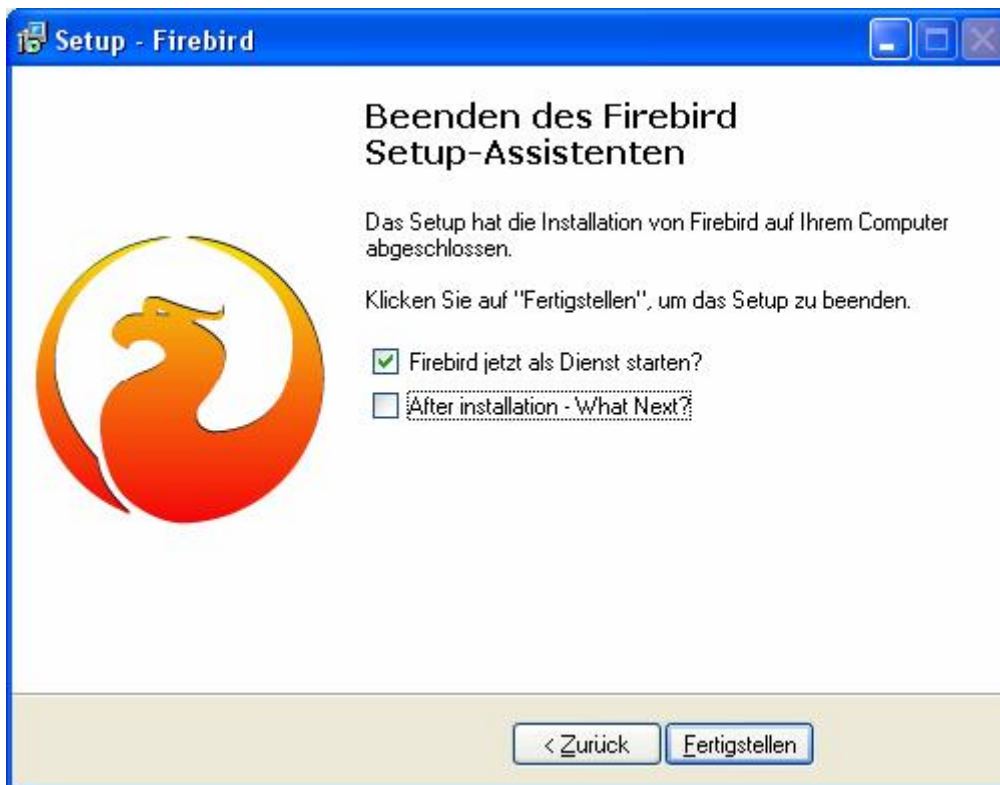 Setup - Firebird
Beenden des Firebird
Setup-Assistenten
Das Setup hat die Installation von Firebird auf Ihrem Computer
abgeschlossen.
Klicken Sie auf "Fertigstellen", um das Setup zu beenden.
Firebird jetzt als Dienst starten?
After installation - What Next?
< Zurück
Fertigstellen